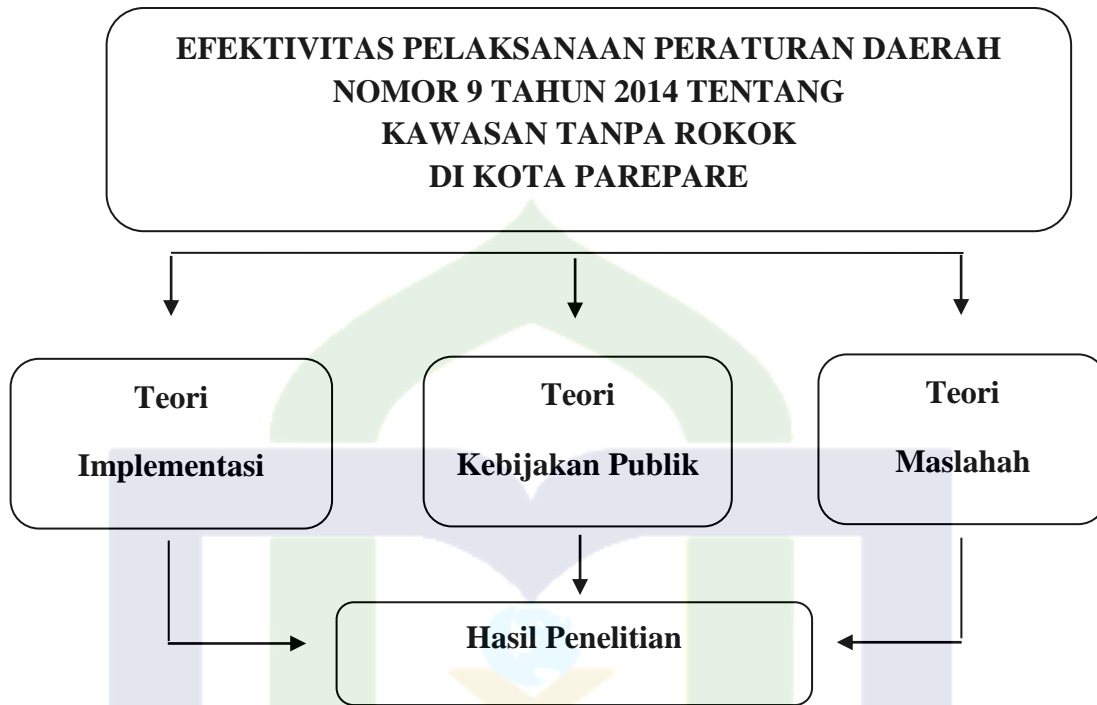 EFEKTIVITAS PELAKSANAAN PERATURAN DAERAH
NOMOR 9 TAHUN 2014 TENTANG
KAWASAN TANPA ROKOK
DI KOTA PAREPARE
Teori
Implementasi
Teori
Kebijakan Publik
Teori
Maslahah
Hasil Penelitian